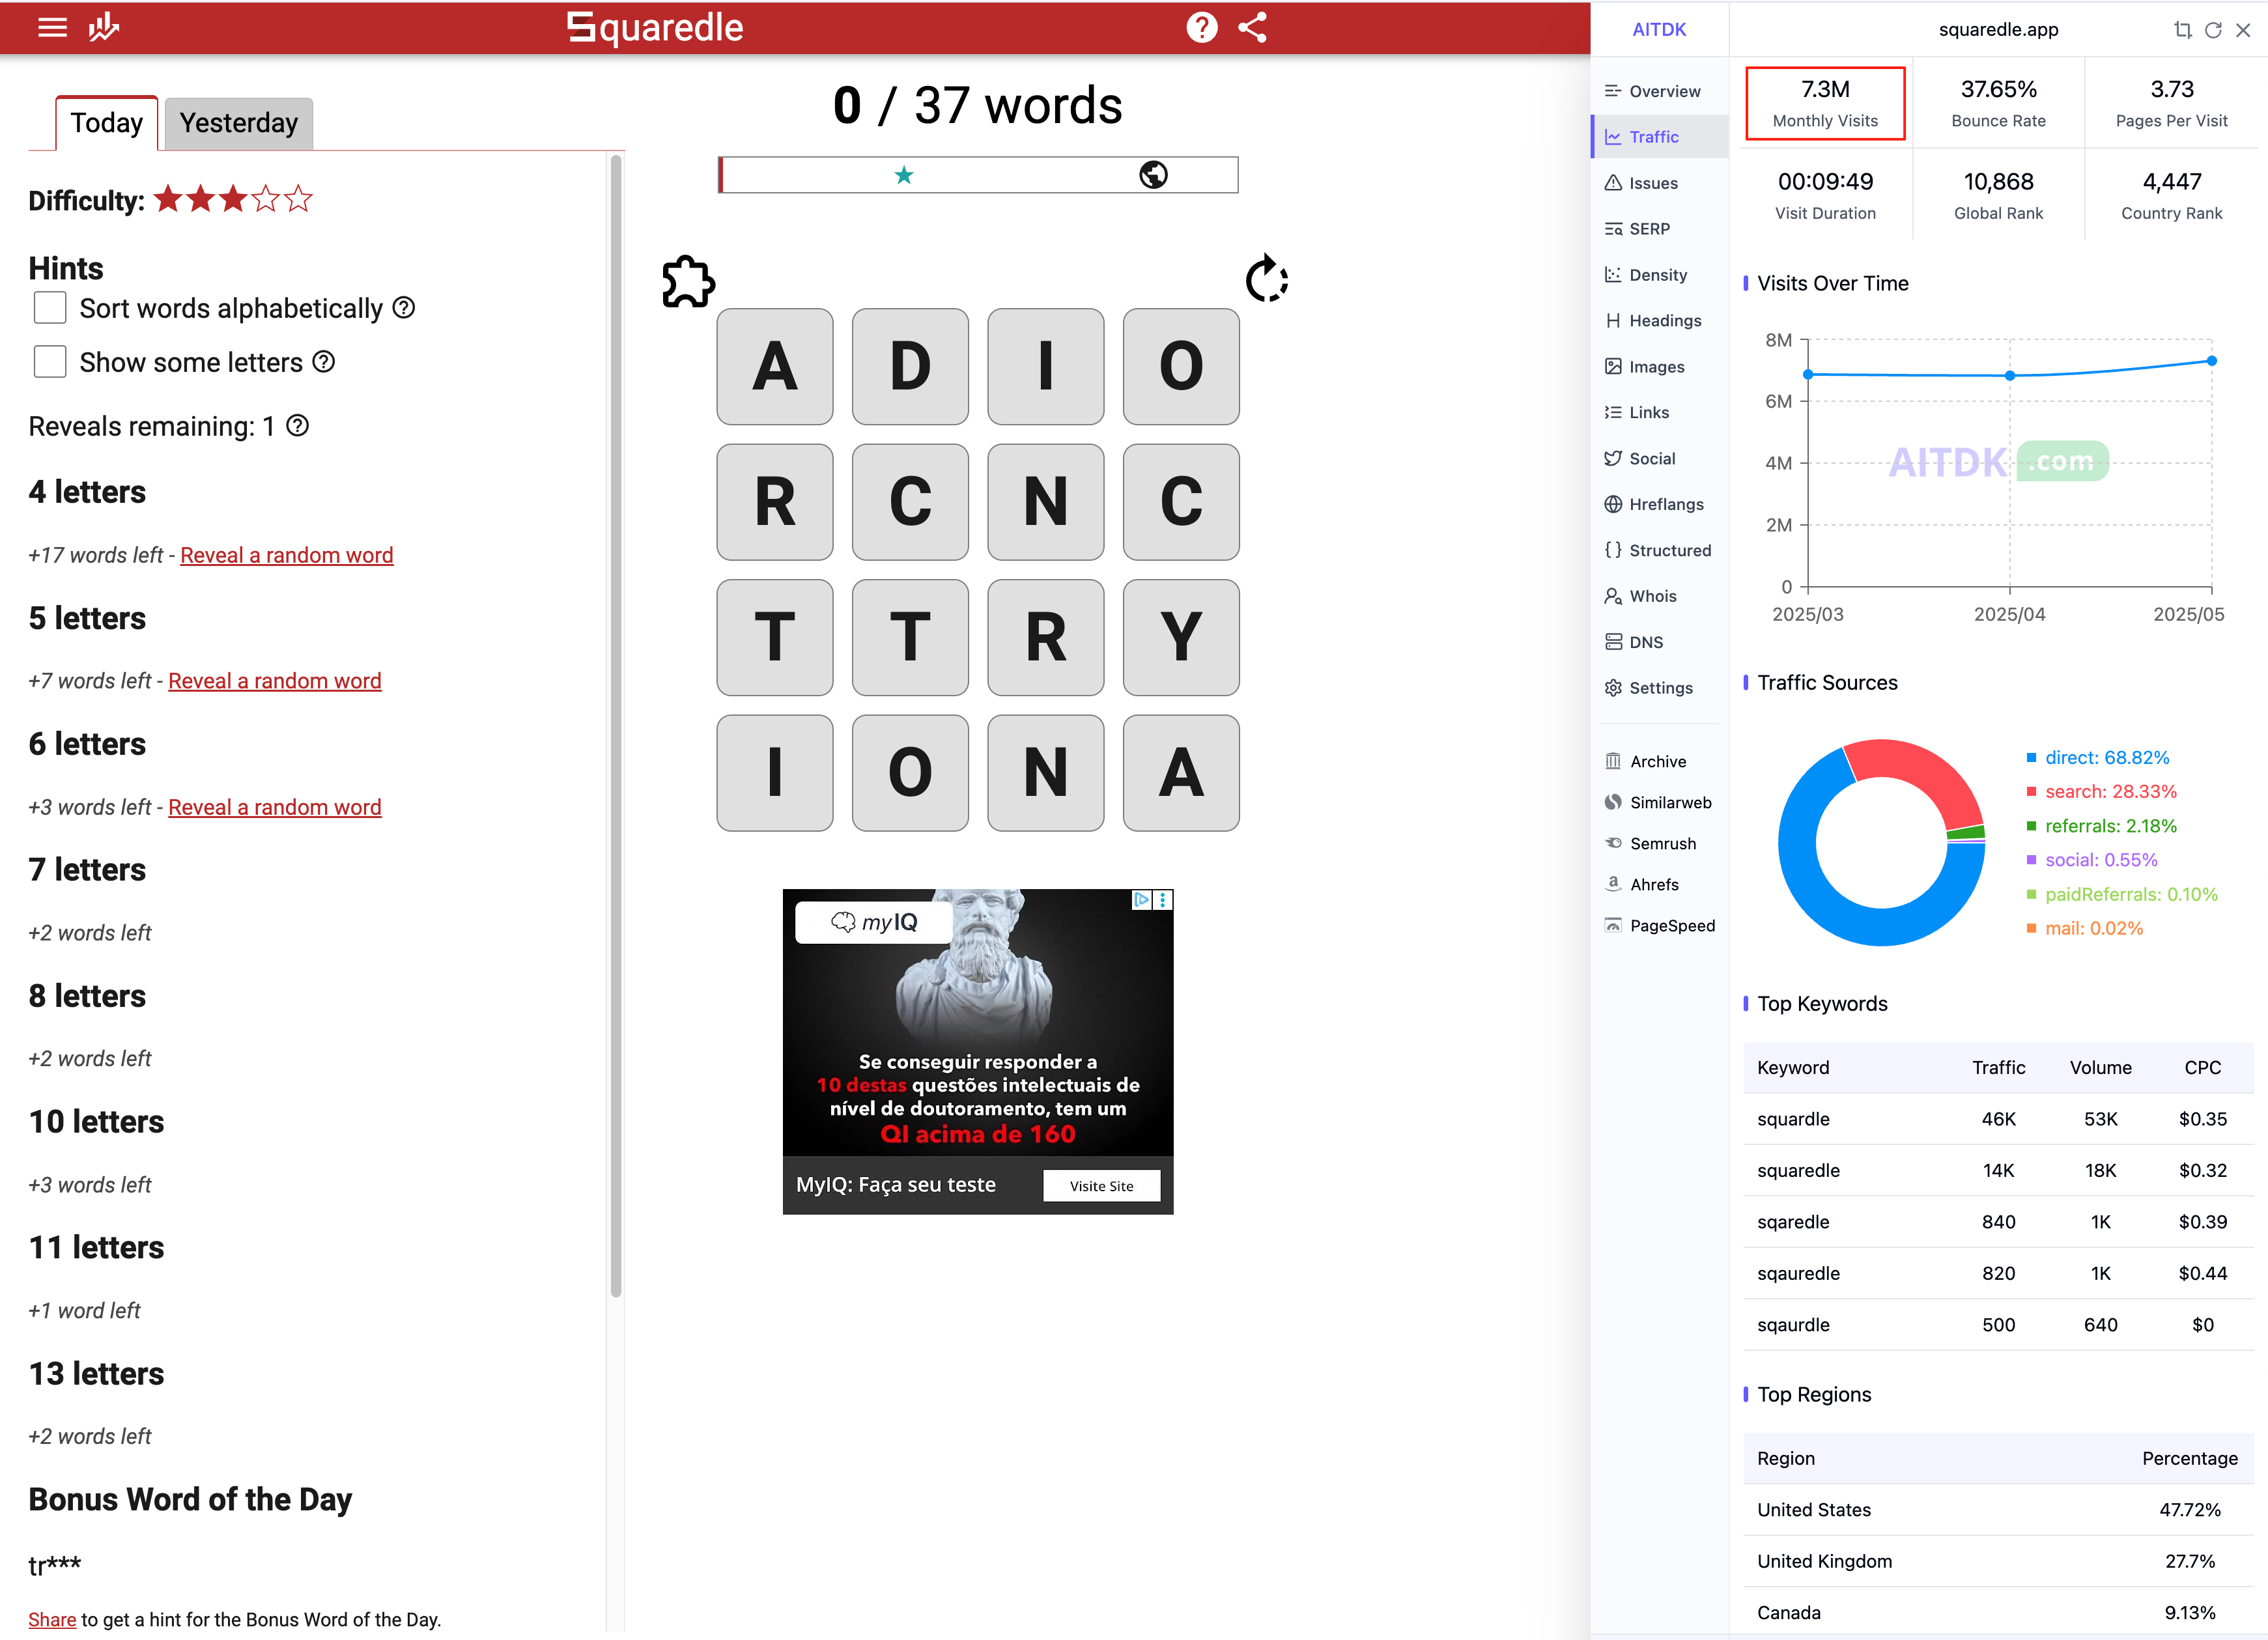 Squaredle
Today
Yesterday
Difficulty:
Hints
Sort words alphabetically
Show some letters
Reveals remaining: 1
4 letters
+17 words left - Reveal a random word
5 letters
+7 words left - Reveal a random word
6 letters
+3 words left - Reveal a random word
7 letters
+2 words left
8 letters
+2 words left
10 letters
+3 words left
11 letters
+1 word left
13 letters
+2 words left
Bonus Word of the Day
tr***
Share to get a hint for the Bonus Word of the Day.
0 / 37 words
A D I O
R C N C
T T R Y
I O N A
myIQ
Se conseguir responder a
10 destas questões intelectuais de
nível de doutoramento, tem um
QI acima de 160
MyIQ: Faça seu teste
Visite Site
AITDK
Overview
Traffic
Issues
SERP
Density
Headings
Images
Links
Social
Hreflangs
Structured
Whois
DNS
Settings
Archive
Similarweb
Semrush
Ahrefs
PageSpeed
squaredle.app
7.3M
Monthly Visits
37.65%
Bounce Rate
3.73
Pages Per Visit
00:09:49
Visit Duration
10,868
Global Rank
4,447
Country Rank
Visits Over Time
8M
6M
4M
2M
0
2025/03
2025/04
2025/05
AITDK .com
Traffic Sources
direct: 68.82%
search: 28.33%
referrals: 2.18%
social: 0.55%
paidReferrals: 0.10%
mail: 0.02%
Top Keywords
Keyword Traffic Volume CPC
squardle 46K 53K $0.35
squaredle 14K 18K $0.32
sqaredle 840 1K $0.39
sqauredle 820 1K $0.44
sqaurdle 500 640 $0
Top Regions
Region Percentage
United States 47.72%
United Kingdom 27.7%
Canada 9.13%